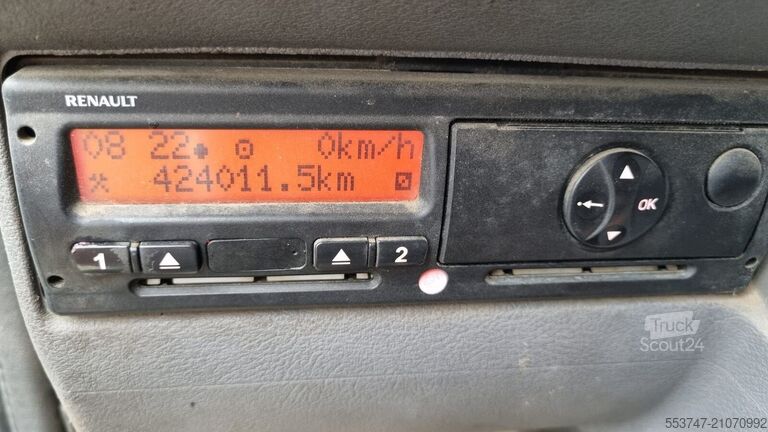 RENAULT
08 22 0km/h
424011.5km
1 2
OK
Truck
Scout24
553747-21070992